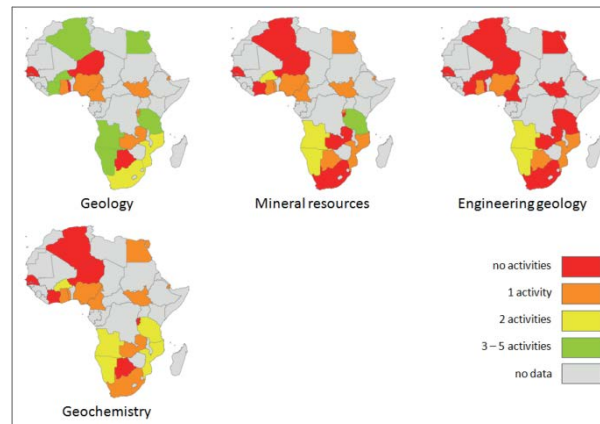 Geology
Mineral resources
Engineering geology
Geochemistry
no activities
1 activity
2 activities
3 – 5 activities
no data